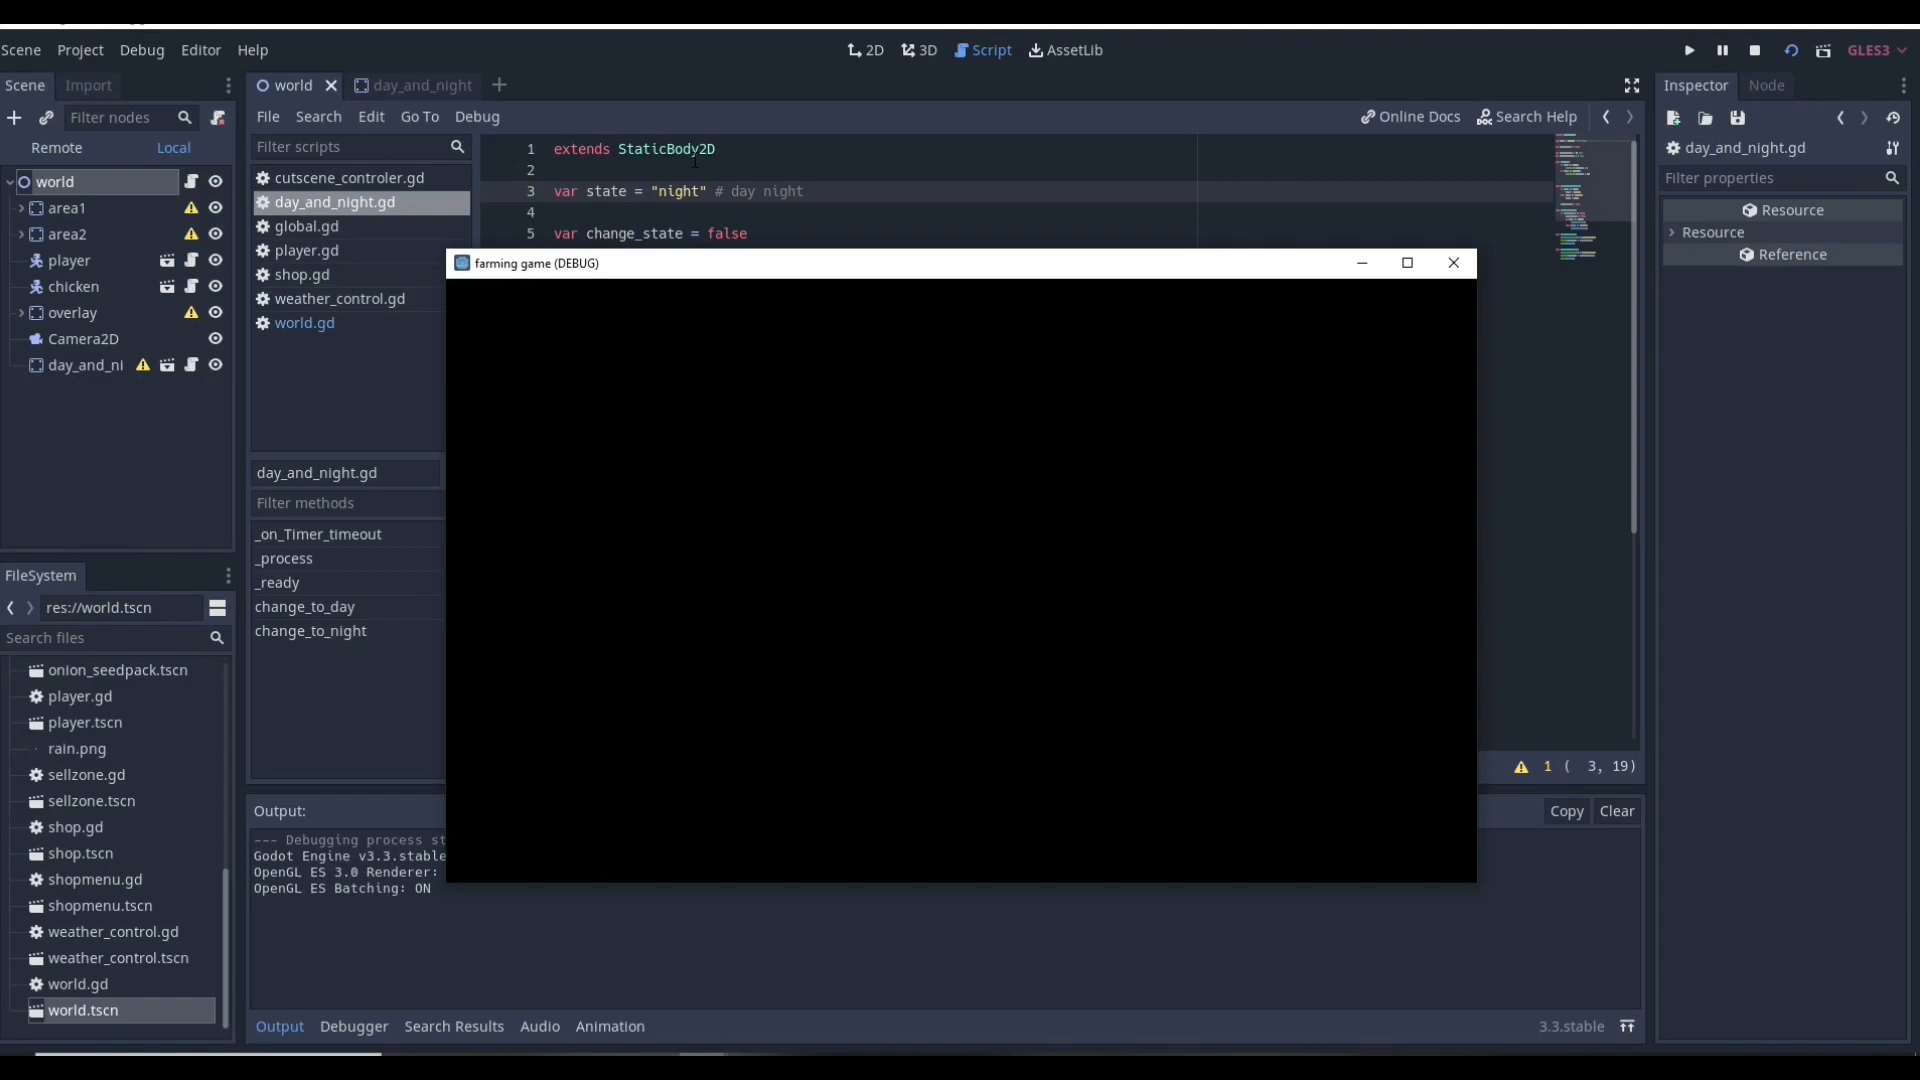 Scene Project Debug Editor Help 2D 3D Script AssetLib GLES3
Scene Import
Filter nodes
Remote Local
world
area1
area2
player
chicken
overlay
Camera2D
day_and_ni
FileSystem
res://world.tscn
Search files
onion_seedpack.tscn
player.gd
player.tscn
rain.png
sellzone.gd
sellzone.tscn
shop.gd
shop.tscn
shopmenu.gd
shopmenu.tscn
weather_control.gd
weather_control.tscn
world.gd
world.tscn
world day_and_night
File Search Edit Go To Debug Online Docs Search Help
Filter scripts
cutscene_controler.gd
day_and_night.gd
global.gd
player.gd
shop.gd
weather_control.gd
world.gd
day_and_night.gd
Filter methods
_on_Timer_timeout
_process
_ready
change_to_day
change_to_night
1 extends StaticBody2D
2
3 var state = "night" # day night
4
5 var change_state = false
farming game (DEBUG)
1 ( 3, 19)
Output: Copy Clear
--- Debugging process st
Godot Engine v3.3.stable
OpenGL ES 3.0 Renderer:
OpenGL ES Batching: ON
Output Debugger Search Results Audio Animation 3.3.stable
Inspector Node
day_and_night.gd
Filter properties
Resource
Resource
Reference